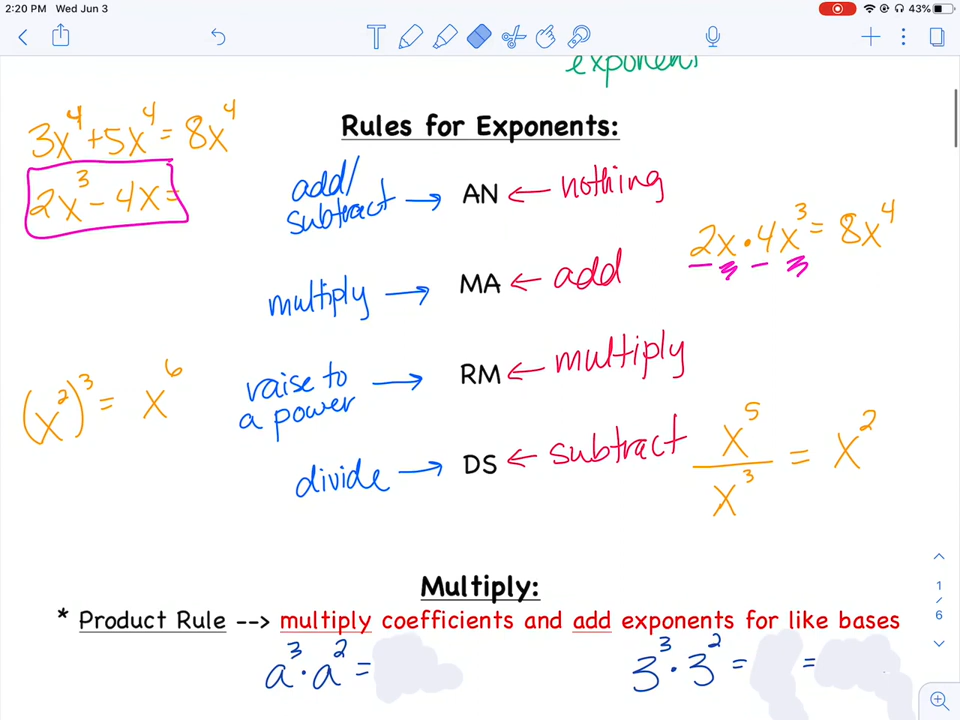 2:20 PM Wed Jun 3
43%
exponent
3x⁴ + 5x⁴ = 8x⁴
2x³ - 4x =
Rules for Exponents:
add/subtract → AN ← nothing
2x · 4x³ = 8x⁴
multiply → MA ← add
(x²)³ = x⁶
raise to a power → RM ← multiply
divide → DS ← subtract
x⁵/x³ = x²
Multiply:
* Product Rule --> multiply coefficients and add exponents for like bases
a³ · a² =
3³ · 3² = =
1
/
6